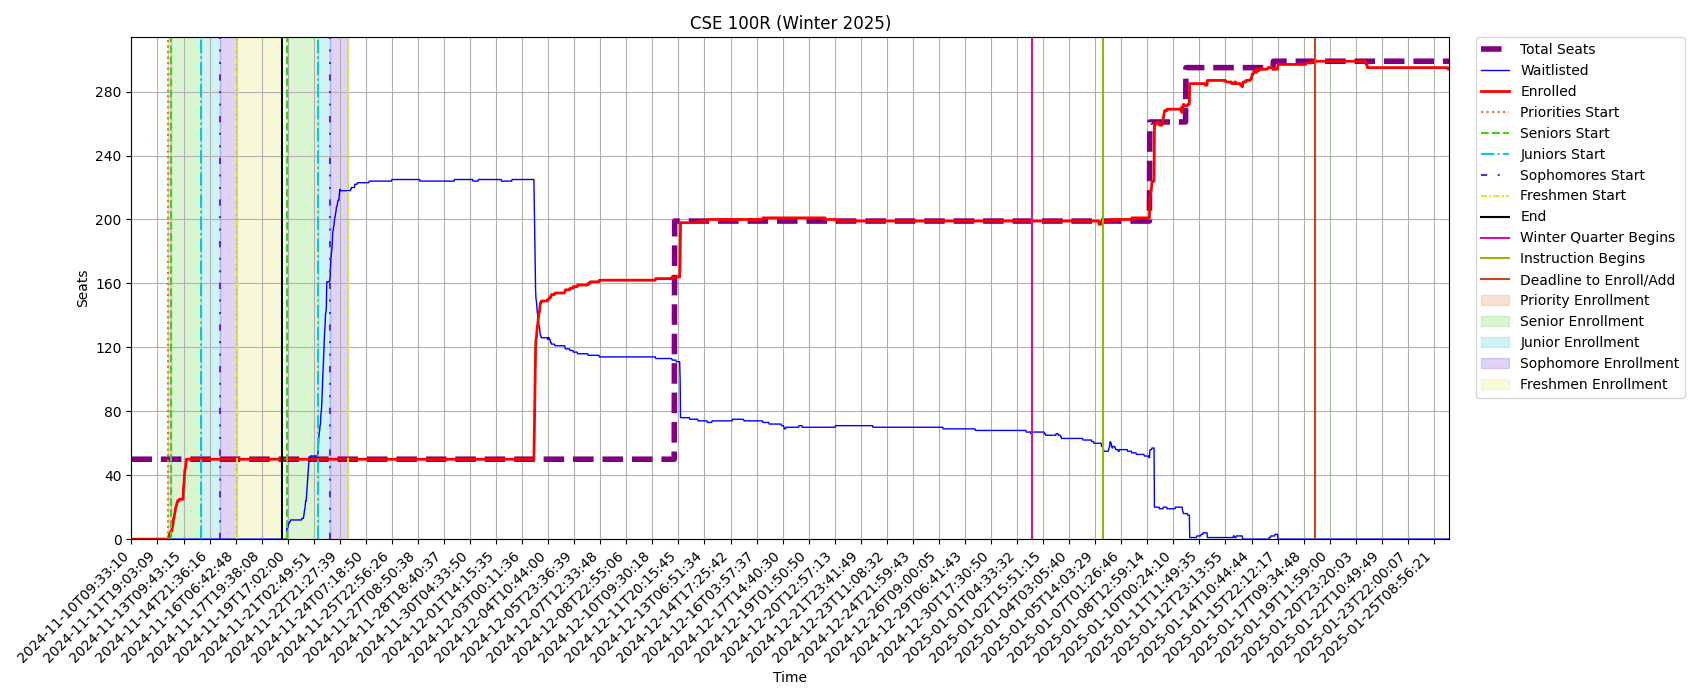 CSE 100R (Winter 2025)
Seats
280
240
200
160
120
80
40
0
2024-11-10T09:33:10
2024-11-11T19:03:09
2024-11-13T09:43:15
2024-11-14T21:36:16
2024-11-16T06:42:48
2024-11-17T19:38:09
2024-11-19T17:02:00
2024-11-21T02:49:51
2024-11-22T21:27:39
2024-11-24T07:18:50
2024-11-25T22:56:26
2024-11-27T08:50:38
2024-11-28T18:40:37
2024-11-30T04:33:50
2024-12-01T14:15:35
2024-12-03T00:11:36
2024-12-04T10:44:00
2024-12-05T23:36:39
2024-12-07T12:33:48
2024-12-08T22:55:06
2024-12-10T09:30:18
2024-12-11T20:15:45
2024-12-13T06:51:34
2024-12-14T17:25:42
2024-12-16T03:57:37
2024-12-17T14:40:30
2024-12-19T01:50:50
2024-12-20T13:57:13
2024-12-21T23:41:49
2024-12-23T11:08:32
2024-12-24T21:59:43
2024-12-26T09:00:05
2024-12-29T06:41:43
2024-12-30T17:30:50
2025-01-01T04:33:32
2025-01-02T15:51:15
2025-01-04T03:05:40
2025-01-05T14:03:29
2025-01-07T01:26:46
2025-01-08T12:59:14
2025-01-10T00:24:10
2025-01-11T11:49:35
2025-01-12T23:13:55
2025-01-14T10:44:44
2025-01-15T22:12:17
2025-01-17T09:34:48
2025-01-19T11:59:00
2025-01-20T23:20:03
2025-01-22T10:49:49
2025-01-23T22:00:07
2025-01-25T08:56:21
Time
Total Seats
Waitlisted
Enrolled
Priorities Start
Seniors Start
Juniors Start
Sophomores Start
Freshmen Start
End
Winter Quarter Begins
Instruction Begins
Deadline to Enroll/Add
Priority Enrollment
Senior Enrollment
Junior Enrollment
Sophomore Enrollment
Freshmen Enrollment